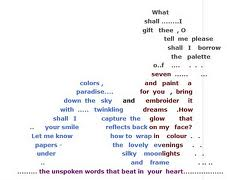 What
shall ........I
gift thee , O
tell me please
shall I borrow
the palette
o..f .... . . .
seven ...... ...
colors , and paint a
paradise.... for you , bring
down the sky and embroider it
with ..... twinkling dreams .How
shall I capture the glow that
.. your smile reflects back on my face?
Let me know how to wrap in colour . .
papers - the lovely evenings . .
under silky moonlights . .
.. and frame . . . ..
......... the unspoken words that beat in your heart................